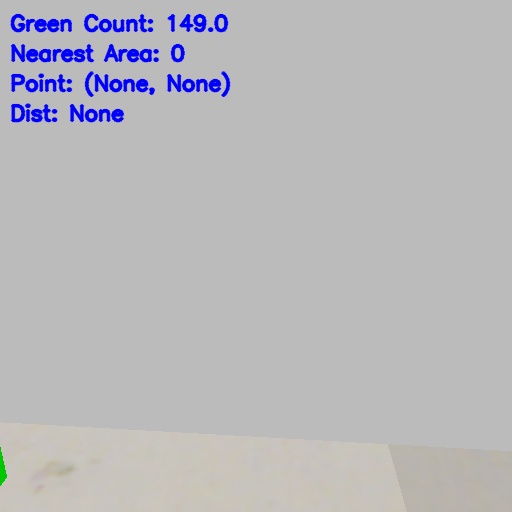 Green Count: 149.0
Nearest Area: 0
Point: (None, None)
Dist: None